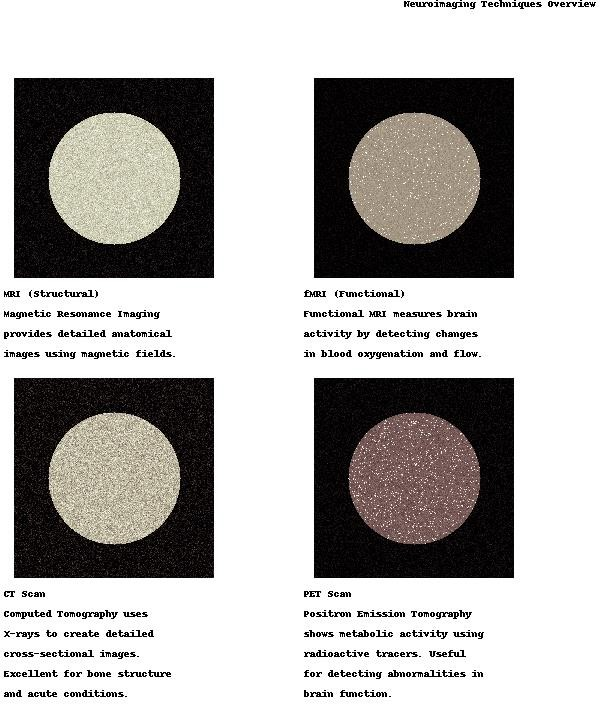 Neuroimaging Techniques Overview
MRI (Structural)
Magnetic Resonance Imaging
provides detailed anatomical
images using magnetic fields.
fMRI (Functional)
Functional MRI measures brain
activity by detecting changes
in blood oxygenation and flow.
CT Scan
Computed Tomography uses
X-rays to create detailed
cross-sectional images.
Excellent for bone structure
and acute conditions.
PET Scan
Positron Emission Tomography
shows metabolic activity using
radioactive tracers. Useful
for detecting abnormalities in
brain function.